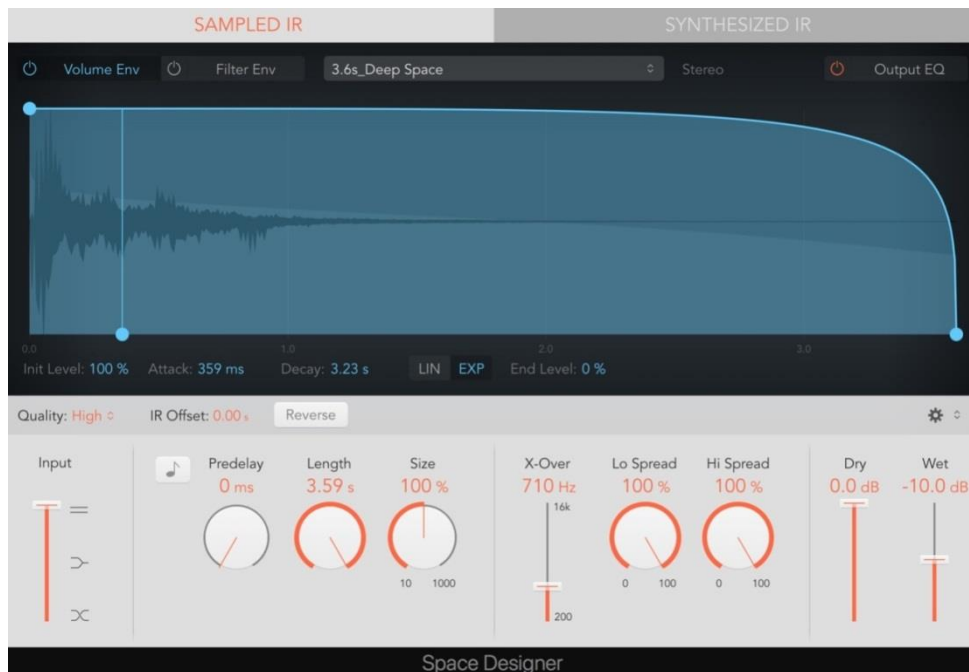 SAMPLED IR SYNTHESIZED IR
Volume Env Filter Env 3.6s_Deep Space Stereo Output EQ
0.0 1.0 2.0 3.0
Init Level: 100 % Attack: 359 ms Decay: 3.23 s LIN EXP End Level: 0 %
Quality: High IR Offset: 0.00 s Reverse
Input Predelay Length Size X-Over Lo Spread Hi Spread Dry Wet
0 ms 3.59 s 100 % 710 Hz 100 % 100 % 0.0 dB -10.0 dB
16k
10 1000 0 100 0 100
200
Space Designer